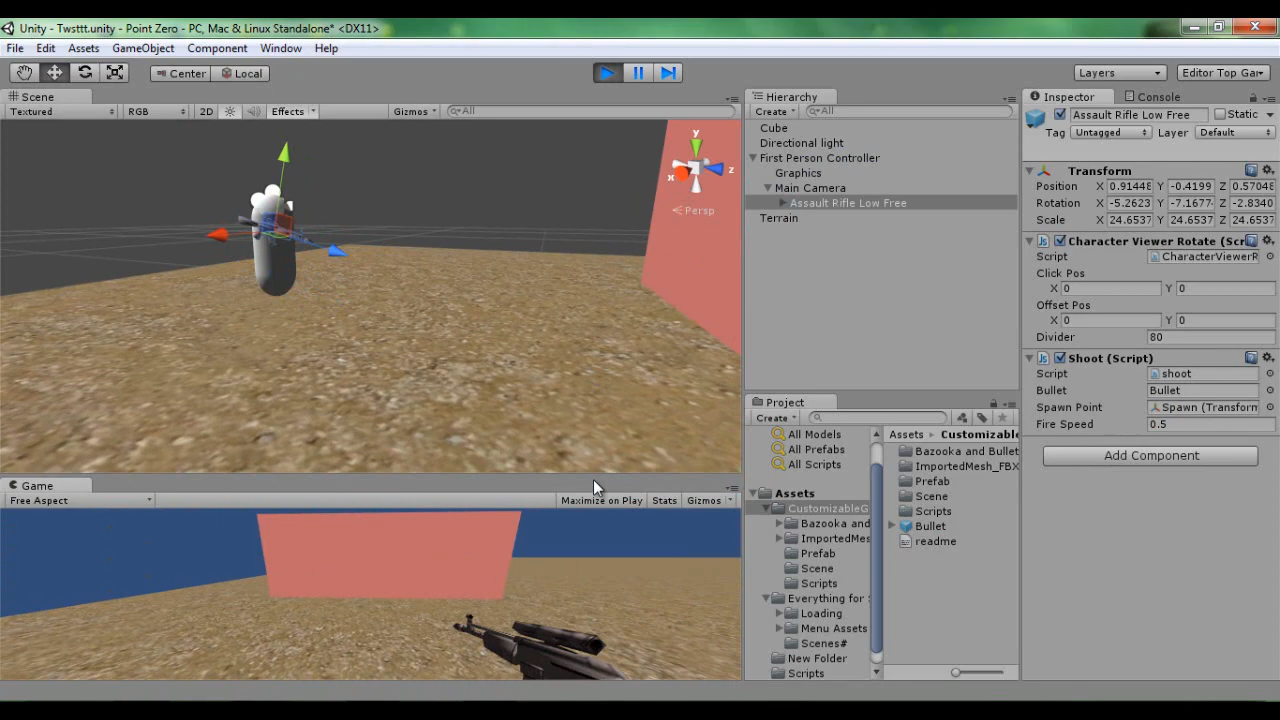 Unity - Twsttt.unity - Point Zero - PC, Mac & Linux Standalone* <DX11>
File Edit Assets GameObject Component Window Help
Center Local
Layers Editor Top Gar
Scene
Textured RGB 2D Effects Gizmos All
y
x
z
Persp
Game
Free Aspect Maximize on Play Stats Gizmos
Hierarchy
Create All
Cube
Directional light
First Person Controller
Graphics
Main Camera
Assault Rifle Low Free
Terrain
Project
Create
All Models
All Prefabs
All Scripts
Assets
CustomizableG
Bazooka and
ImportedMes
Prefab
Scene
Scripts
Everything for S
Loading
Menu Assets
Scenes#
New Folder
Scripts
Assets Customizable
Bazooka and Bullet
ImportedMesh_FBX
Prefab
Scene
Scripts
Bullet
readme
Inspector Console
Assault Rifle Low Free Static
Tag Untagged Layer Default
Transform
Position X 0.91448 Y -0.4199 Z 0.57048
Rotation X -5.2623 Y -7.1677 Z -2.8340
Scale X 24.6537 Y 24.6537 Z 24.6537
Character Viewer Rotate (Scr
Script CharacterViewerR
Click Pos
X 0 Y 0
Offset Pos
X 0 Y 0
Divider 80
Shoot (Script)
Script shoot
Bullet Bullet
Spawn Point Spawn (Transform
Fire Speed 0.5
Add Component